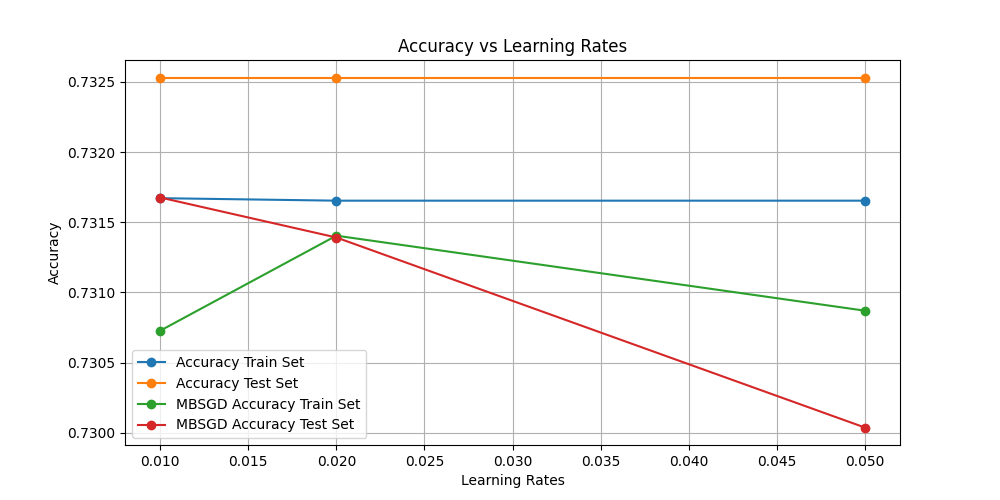 Accuracy vs Learning Rates
Accuracy
0.7325
0.7320
0.7315
0.7310
0.7305
0.7300
Accuracy Train Set
Accuracy Test Set
MBSGD Accuracy Train Set
MBSGD Accuracy Test Set
0.010 0.015 0.020 0.025 0.030 0.035 0.040 0.045 0.050
Learning Rates